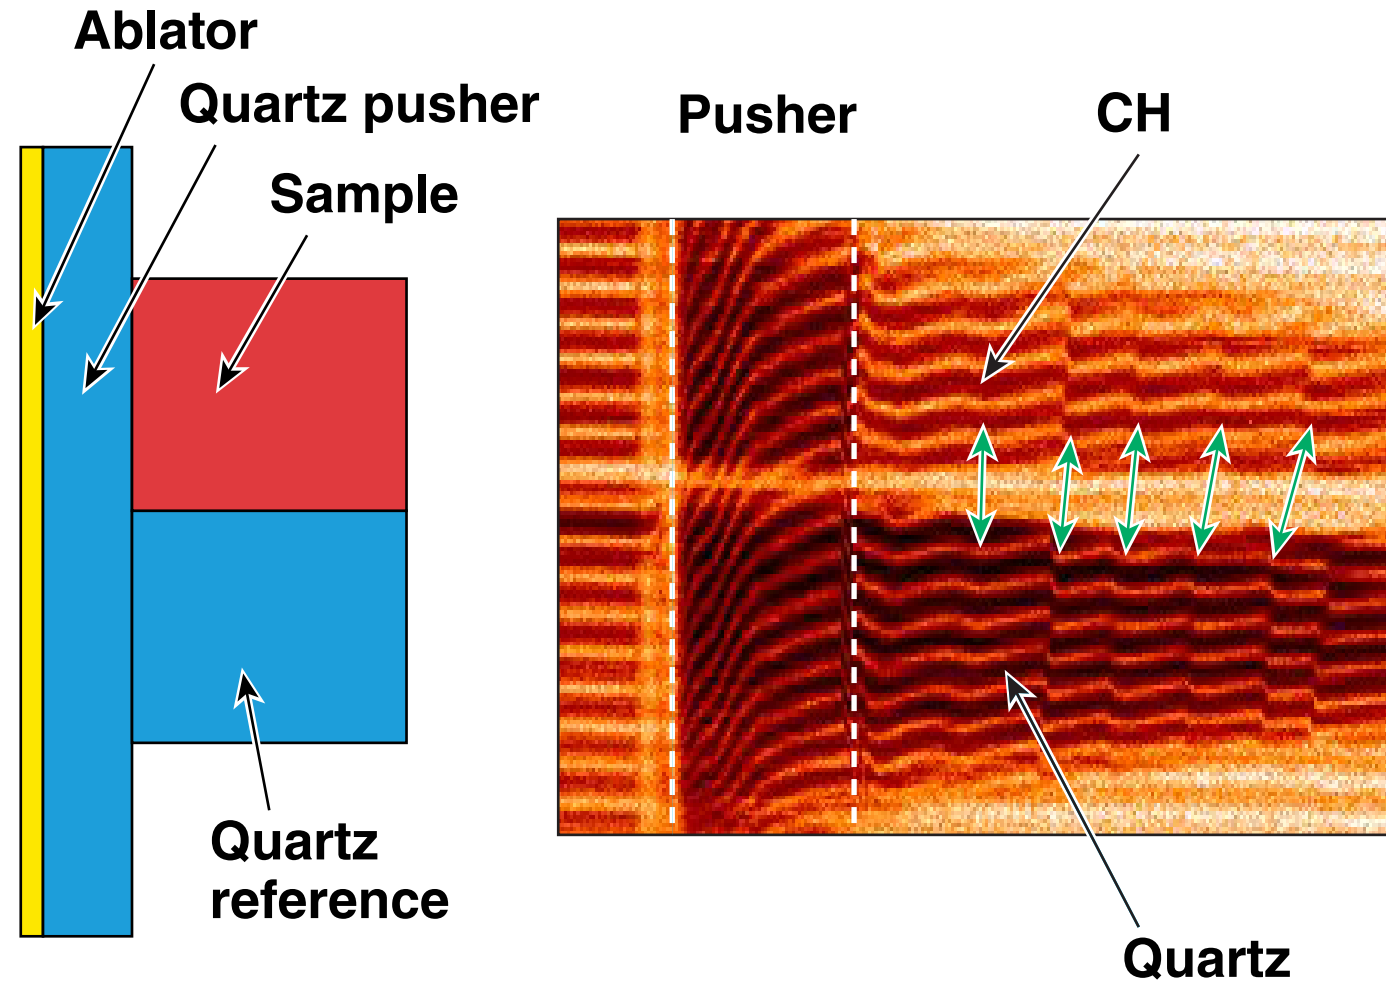 Ablator
Quartz pusher
Sample
Quartz
reference
Pusher
CH
Quartz